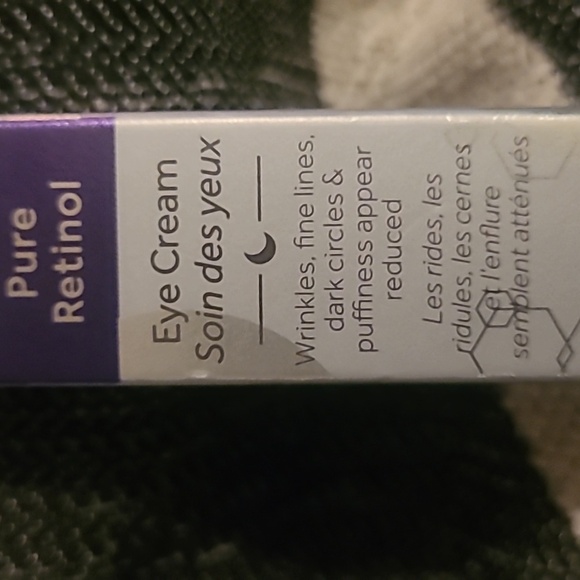 Pure
Retinol
Eye Cream
Soin des yeux
Wrinkles, fine lines,
dark circles &
puffiness appear
reduced
Les rides, les
ridules, les cernes
et l'enflure
semblent atténués